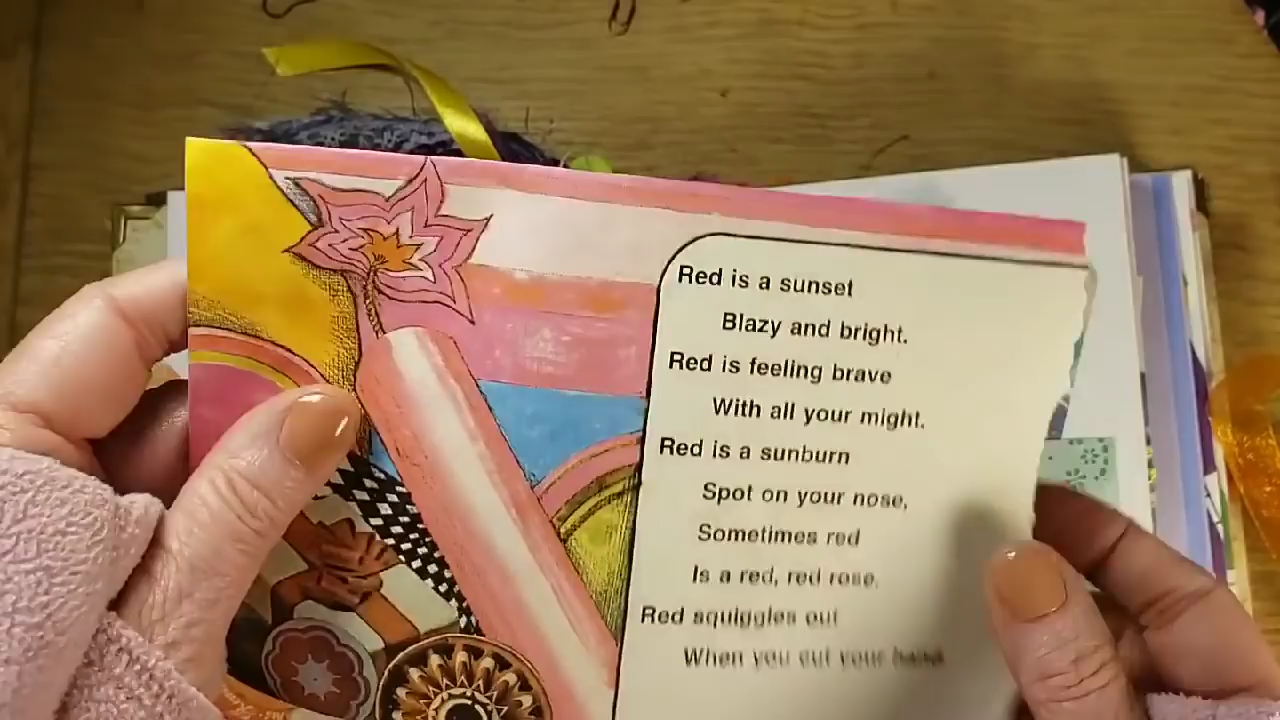 Red is a sunset
Blazy and bright.
Red is feeling brave
With all your might.
Red is a sunburn
Spot on your nose,
Sometimes red
Is a red, red rose.
Red squiggles out
When you cut your hand.